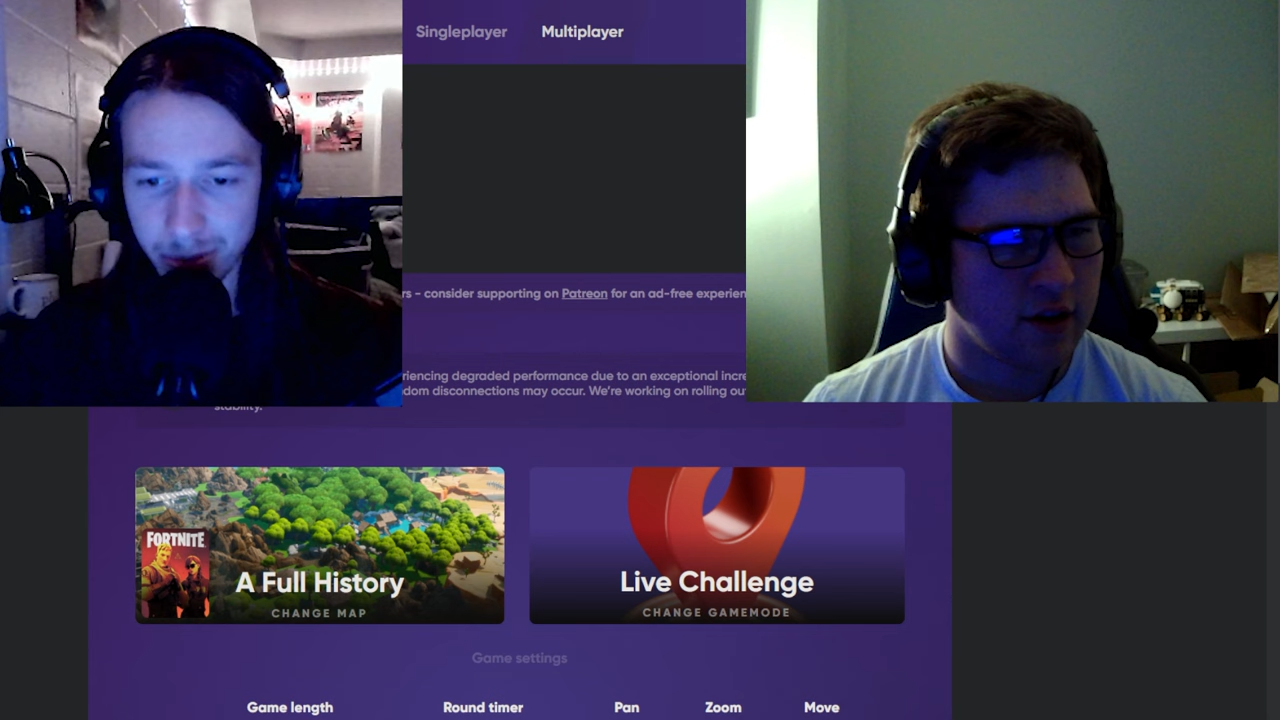 Singleplayer
Multiplayer
rs - consider supporting on Patreon for an ad-free experien
riencing degraded performance due to an exceptional incre
dom disconnections may occur. We're working on rolling ou
stability.
FORTNITE
A Full History
CHANGE MAP
Live Challenge
CHANGE GAMEMODE
Game settings
Game length
Round timer
Pan
Zoom
Move